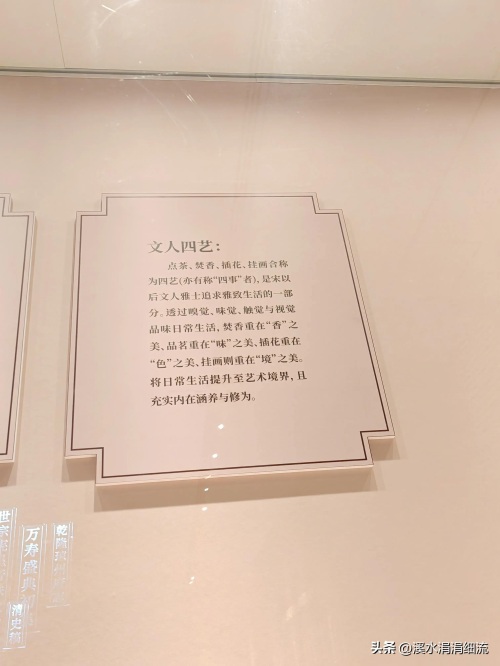 文人四艺：
点茶、焚香、插花、挂画合称
为四艺(亦有称“四事”者),是宋以
后文人雅士追求雅致生活的一部
分。透过嗅觉、味觉、触觉与视觉
品味日常生活,焚香重在“香”之
美、品茗重在“味”之美、插花重在
“色”之美、挂画则重在“境”之美。
将日常生活提升至艺术境界,且
充实内在涵养与修为。
万寿盛典
清史稿
头条 @溪水涓涓细流